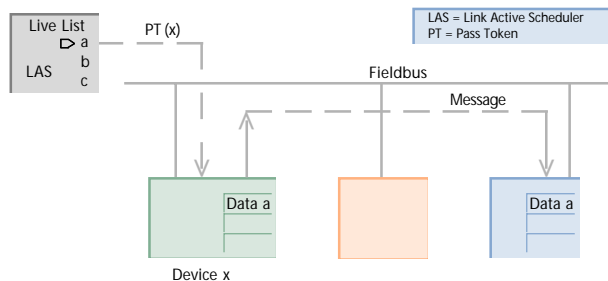 Live List
a
b
LAS
c
PT (x)
LAS = Link Active Scheduler
PT = Pass Token
Fieldbus
Message
Data a
Data a
Device x